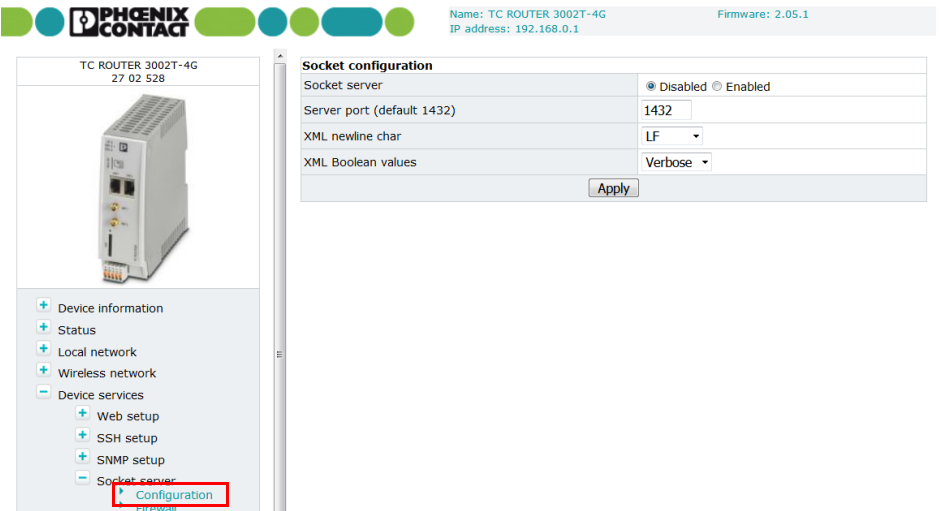 PHŒNIX
CONTACT
Name: TC ROUTER 3002T-4G
Firmware: 2.05.1
IP address: 192.168.0.1
TC ROUTER 3002T-4G
27 02 528
Socket configuration
Socket server
Disabled
Enabled
Server port (default 1432)
1432
XML newline char
LF
XML Boolean values
Verbose
Apply
Device information
Status
Local network
Wireless network
Device services
Web setup
SSH setup
SNMP setup
Socket server
Configuration
Firewall